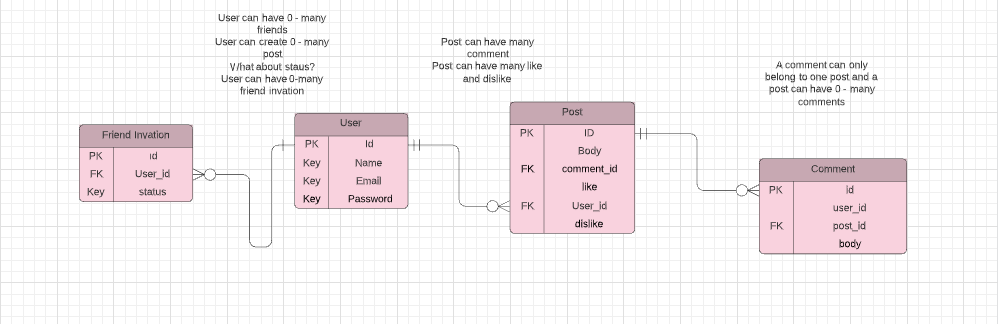 User can have 0 - many
friends
User can create 0 - many
post
What about staus?
User can have 0-many
friend invation
Post can have many
comment
Post can have many like
and dislike
A comment can only
belong to one post and a
post can have 0 - many
comments
Friend Invation
PK id
FK User_id
Key status
User
PK Id
Key Name
Key Email
Key Password
Post
PK ID
Body
FK comment_id
like
FK User_id
dislike
Comment
PK id
user_id
FK post_id
body